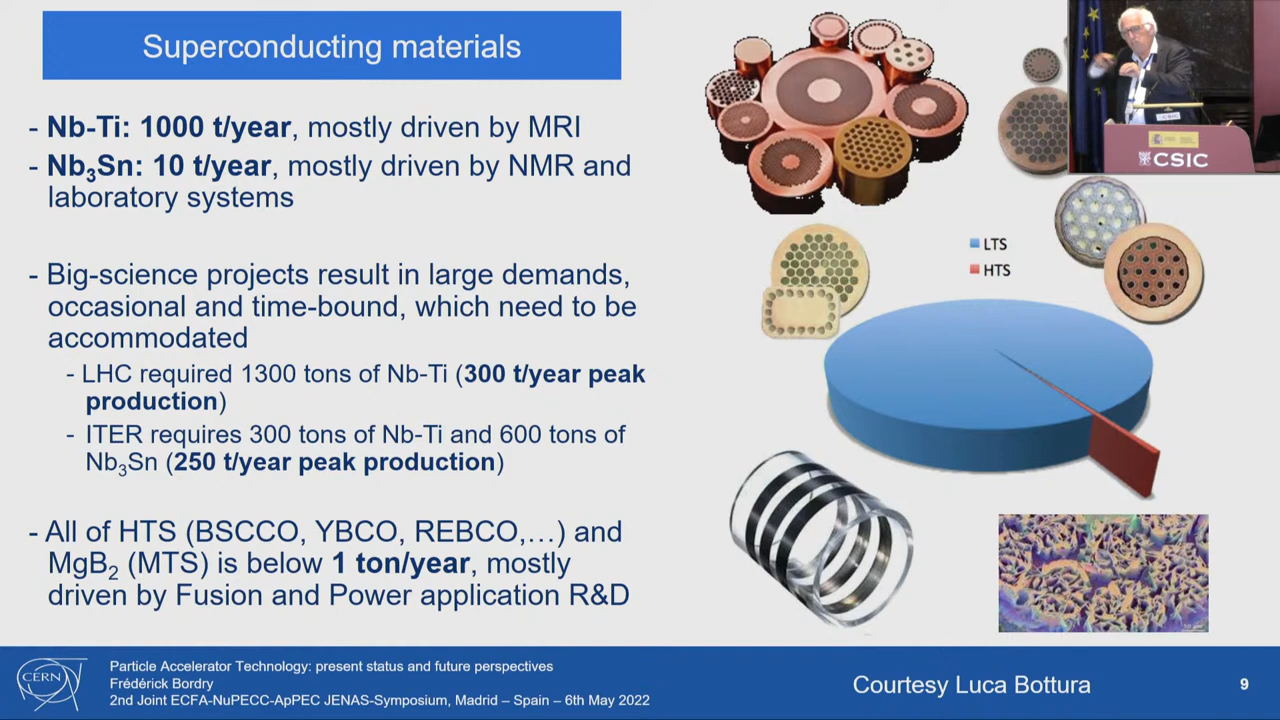 Superconducting materials
- Nb-Ti: 1000 t/year, mostly driven by MRI
- Nb₃Sn: 10 t/year, mostly driven by NMR and
laboratory systems
- Big-science projects result in large demands,
occasional and time-bound, which need to be
accommodated
- LHC required 1300 tons of Nb-Ti (300 t/year peak
production)
- ITER requires 300 tons of Nb-Ti and 600 tons of
Nb₃Sn (250 t/year peak production)
- All of HTS (BSCCO, YBCO, REBCO,…) and
MgB₂ (MTS) is below 1 ton/year, mostly
driven by Fusion and Power application R&D
LTS
HTS
CSIC
CERN
Particle Accelerator Technology: present status and future perspectives
Frédérick Bordry
2nd Joint ECFA-NuPECC-ApPEC JENAS-Symposium, Madrid – Spain – 6th May 2022
Courtesy Luca Bottura
9